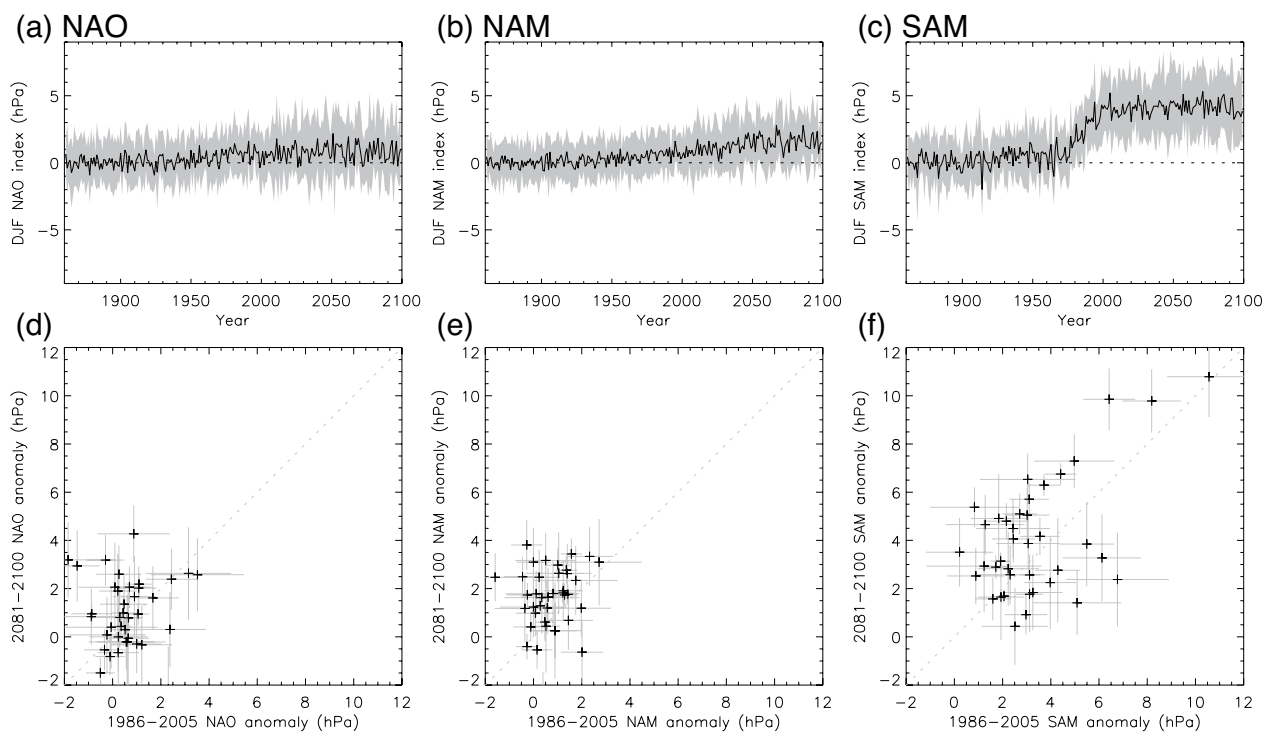 (a) NAO
(b) NAM
(c) SAM
DJF NAO index (hPa)
5
0
−5
1900 1950 2000 2050 2100
Year
DJF NAM index (hPa)
5
0
−5
1900 1950 2000 2050 2100
Year
DJF SAM index (hPa)
5
0
−5
1900 1950 2000 2050 2100
Year
(d)
(e)
(f)
2081−2100 NAO anomaly (hPa)
12
10
8
6
4
2
0
−2
−2 0 2 4 6 8 10 12
1986−2005 NAO anomaly (hPa)
2081−2100 NAM anomaly (hPa)
12
10
8
6
4
2
0
−2
−2 0 2 4 6 8 10 12
1986−2005 NAM anomaly (hPa)
2081−2100 SAM anomaly (hPa)
12
10
8
6
4
2
0
−2
−2 0 2 4 6 8 10 12
1986−2005 SAM anomaly (hPa)